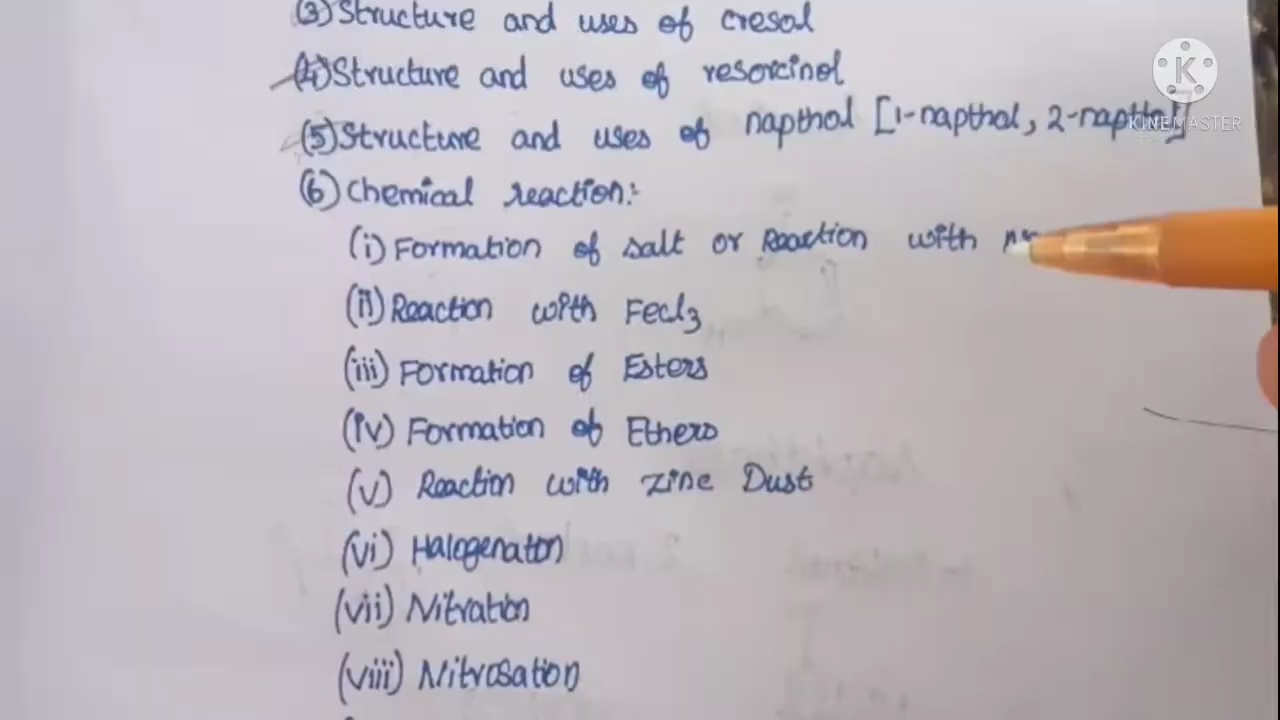 (3) Structure and uses of cresol
(4) Structure and uses of resorcinol
(5) Structure and uses of napthol [1-napthol, 2-naptho]
(6) Chemical reaction:-
(i) Formation of salt or Reaction with
(ii) Reaction with Fecl3
(iii) Formation of Esters
(iv) Formation of Ethers
(v) Reaction with zinc Dust
(vi) Halogenation
(vii) Nitration
(viii) Nitrosation
K
KINEMASTER